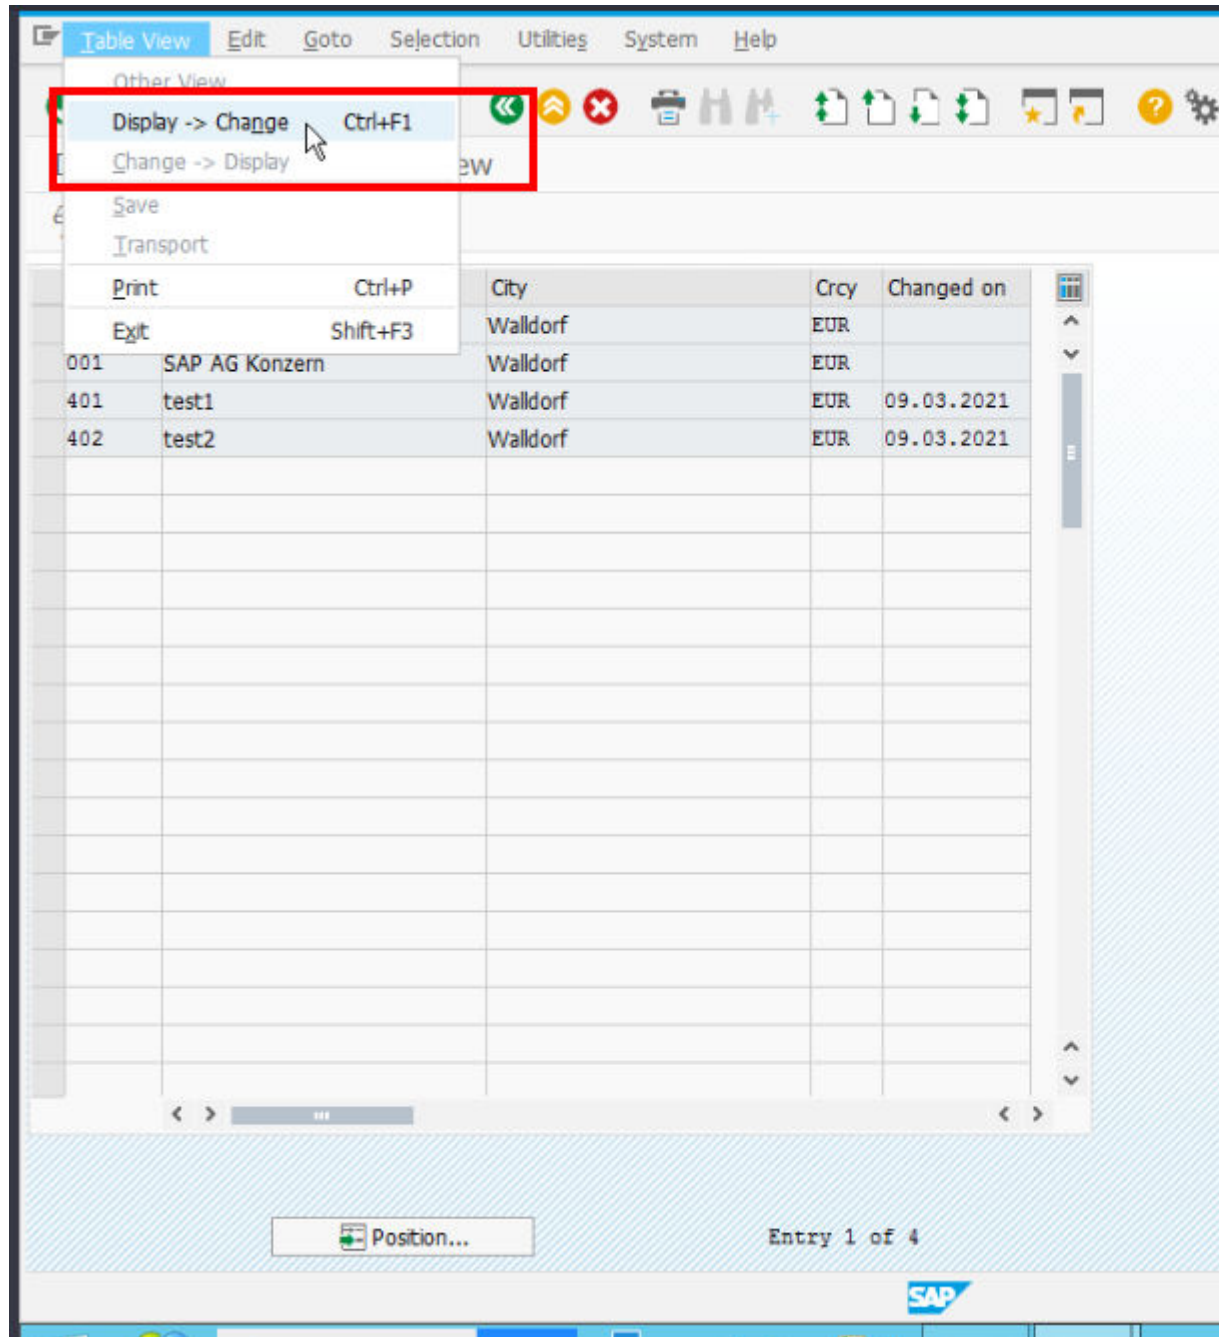 Table View Edit Goto Selection Utilities System Help
Other View
Display -> Change Ctrl+F1
Change -> Display
ew
Save
Transport
Print Ctrl+P
Exit Shift+F3
City Crcy Changed on
Walldorf EUR
001 SAP AG Konzern Walldorf EUR
401 test1 Walldorf EUR 09.03.2021
402 test2 Walldorf EUR 09.03.2021
Position...
Entry 1 of 4
SAP